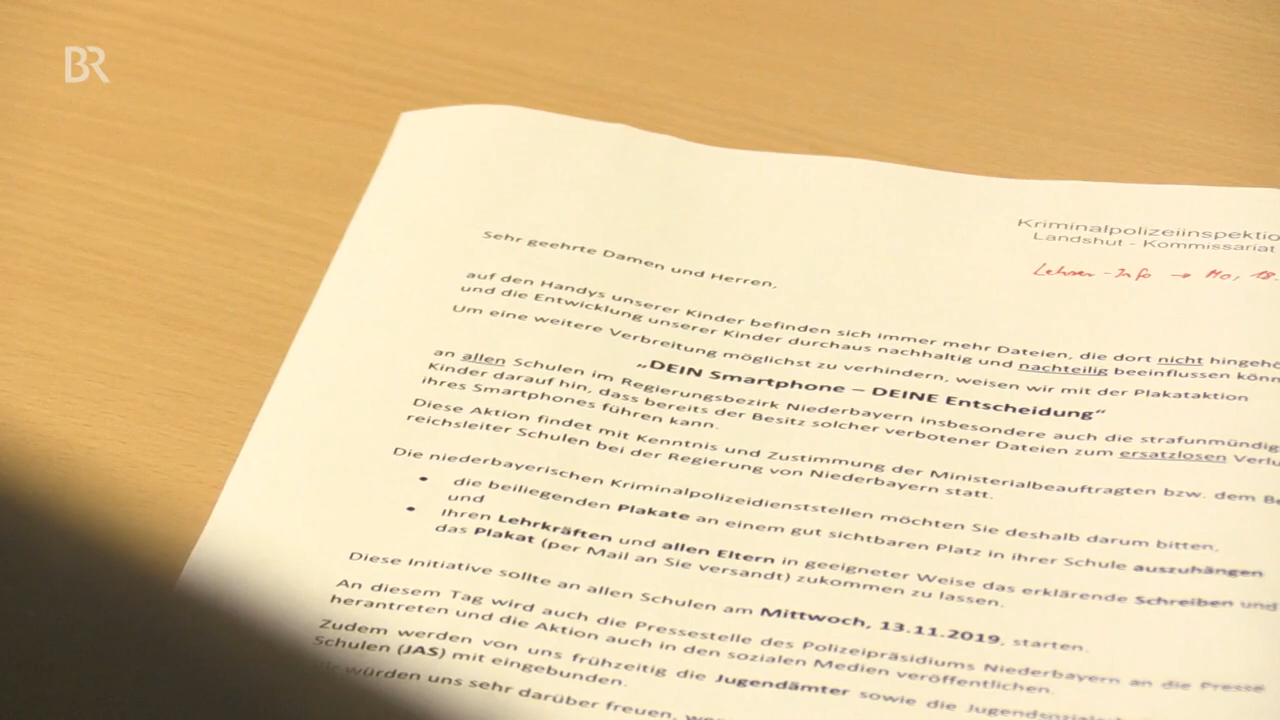 BR
Kriminalpolizeiinspektio
Landshut - Kommissariat
Lehrer-Info → Mo, 18.
Sehr geehrte Damen und Herren,
auf den Handys unserer Kinder befinden sich immer mehr Dateien, die dort nicht hingehö
und die Entwicklung unserer Kinder durchaus nachhaltig und nachteilig beeinflussen könn
Um eine weitere Verbreitung möglichst zu verhindern, weisen wir mit der Plakataktion
„DEIN Smartphone – DEINE Entscheidung“
an allen Schulen im Regierungsbezirk Niederbayern insbesondere auch die strafunmündig
Kinder darauf hin, dass bereits der Besitz solcher verbotener Dateien zum ersatzlosen Verlu
ihres Smartphones führen kann.
Diese Aktion findet mit Kenntnis und Zustimmung der Ministerialbeauftragten bzw. dem Be
reichsleiter Schulen bei der Regierung von Niederbayern statt.
Die niederbayerischen Kriminalpolizeidienststellen möchten Sie deshalb darum bitten,
• die beiliegenden Plakate an einem gut sichtbaren Platz in ihrer Schule auszuhängen
und
• Ihren Lehrkräften und allen Eltern in geeigneter Weise das erklärende Schreiben und
das Plakat (per Mail an Sie versandt) zukommen zu lassen.
Diese Initiative sollte an allen Schulen am Mittwoch, 13.11.2019, starten.
An diesem Tag wird auch die Pressestelle des Polizeipräsidiums Niederbayern an die Presse
herantreten und die Aktion auch in den sozialen Medien veröffentlichen.
Zudem werden von uns frühzeitig die Jugendämter sowie die
Schulen (JAS) mit eingebunden.
würden uns sehr darüber freuen,